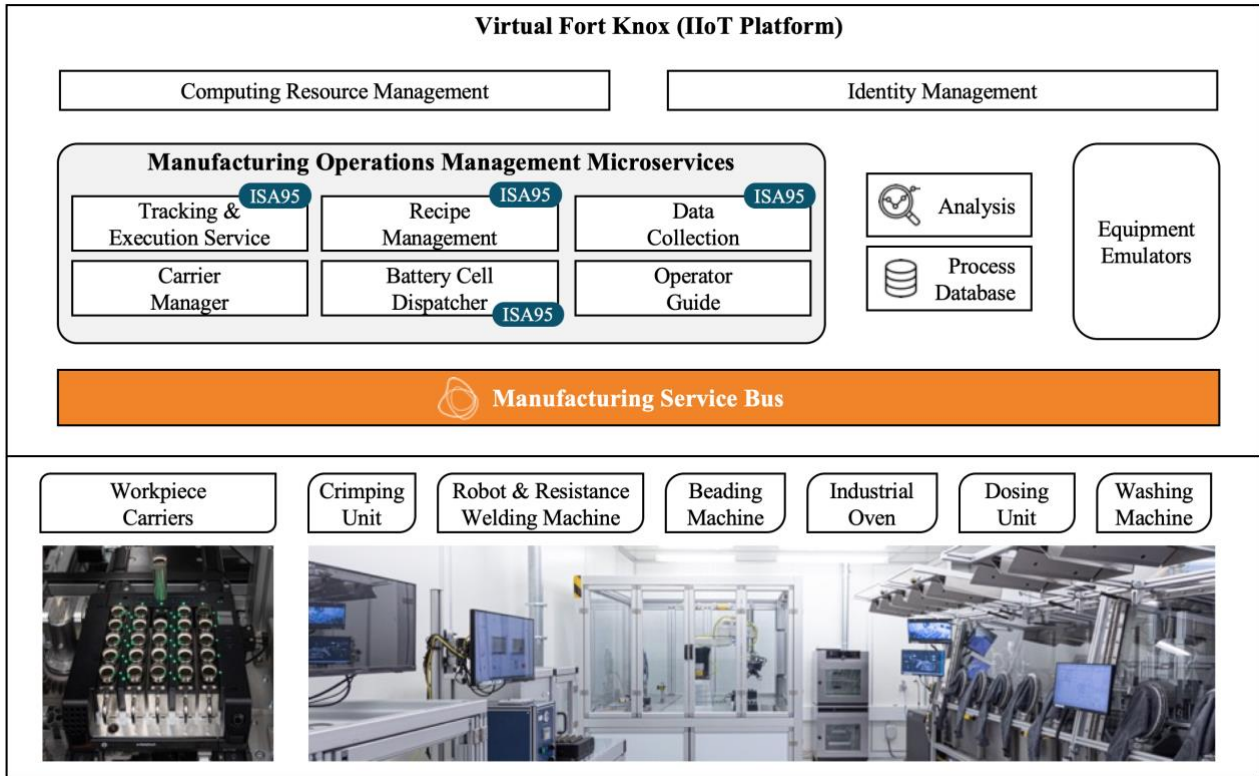 Virtual Fort Knox (IIoT Platform)
Computing Resource Management
Identity Management
Manufacturing Operations Management Microservices
ISA95
Tracking &
Execution Service
ISA95
Recipe
Management
ISA95
Data
Collection
Carrier
Manager
Battery Cell
Dispatcher
ISA95
Operator
Guide
Analysis
Process
Database
Equipment
Emulators
Manufacturing Service Bus
Workpiece
Carriers
Crimping
Unit
Robot & Resistance
Welding Machine
Beading
Machine
Industrial
Oven
Dosing
Unit
Washing
Machine